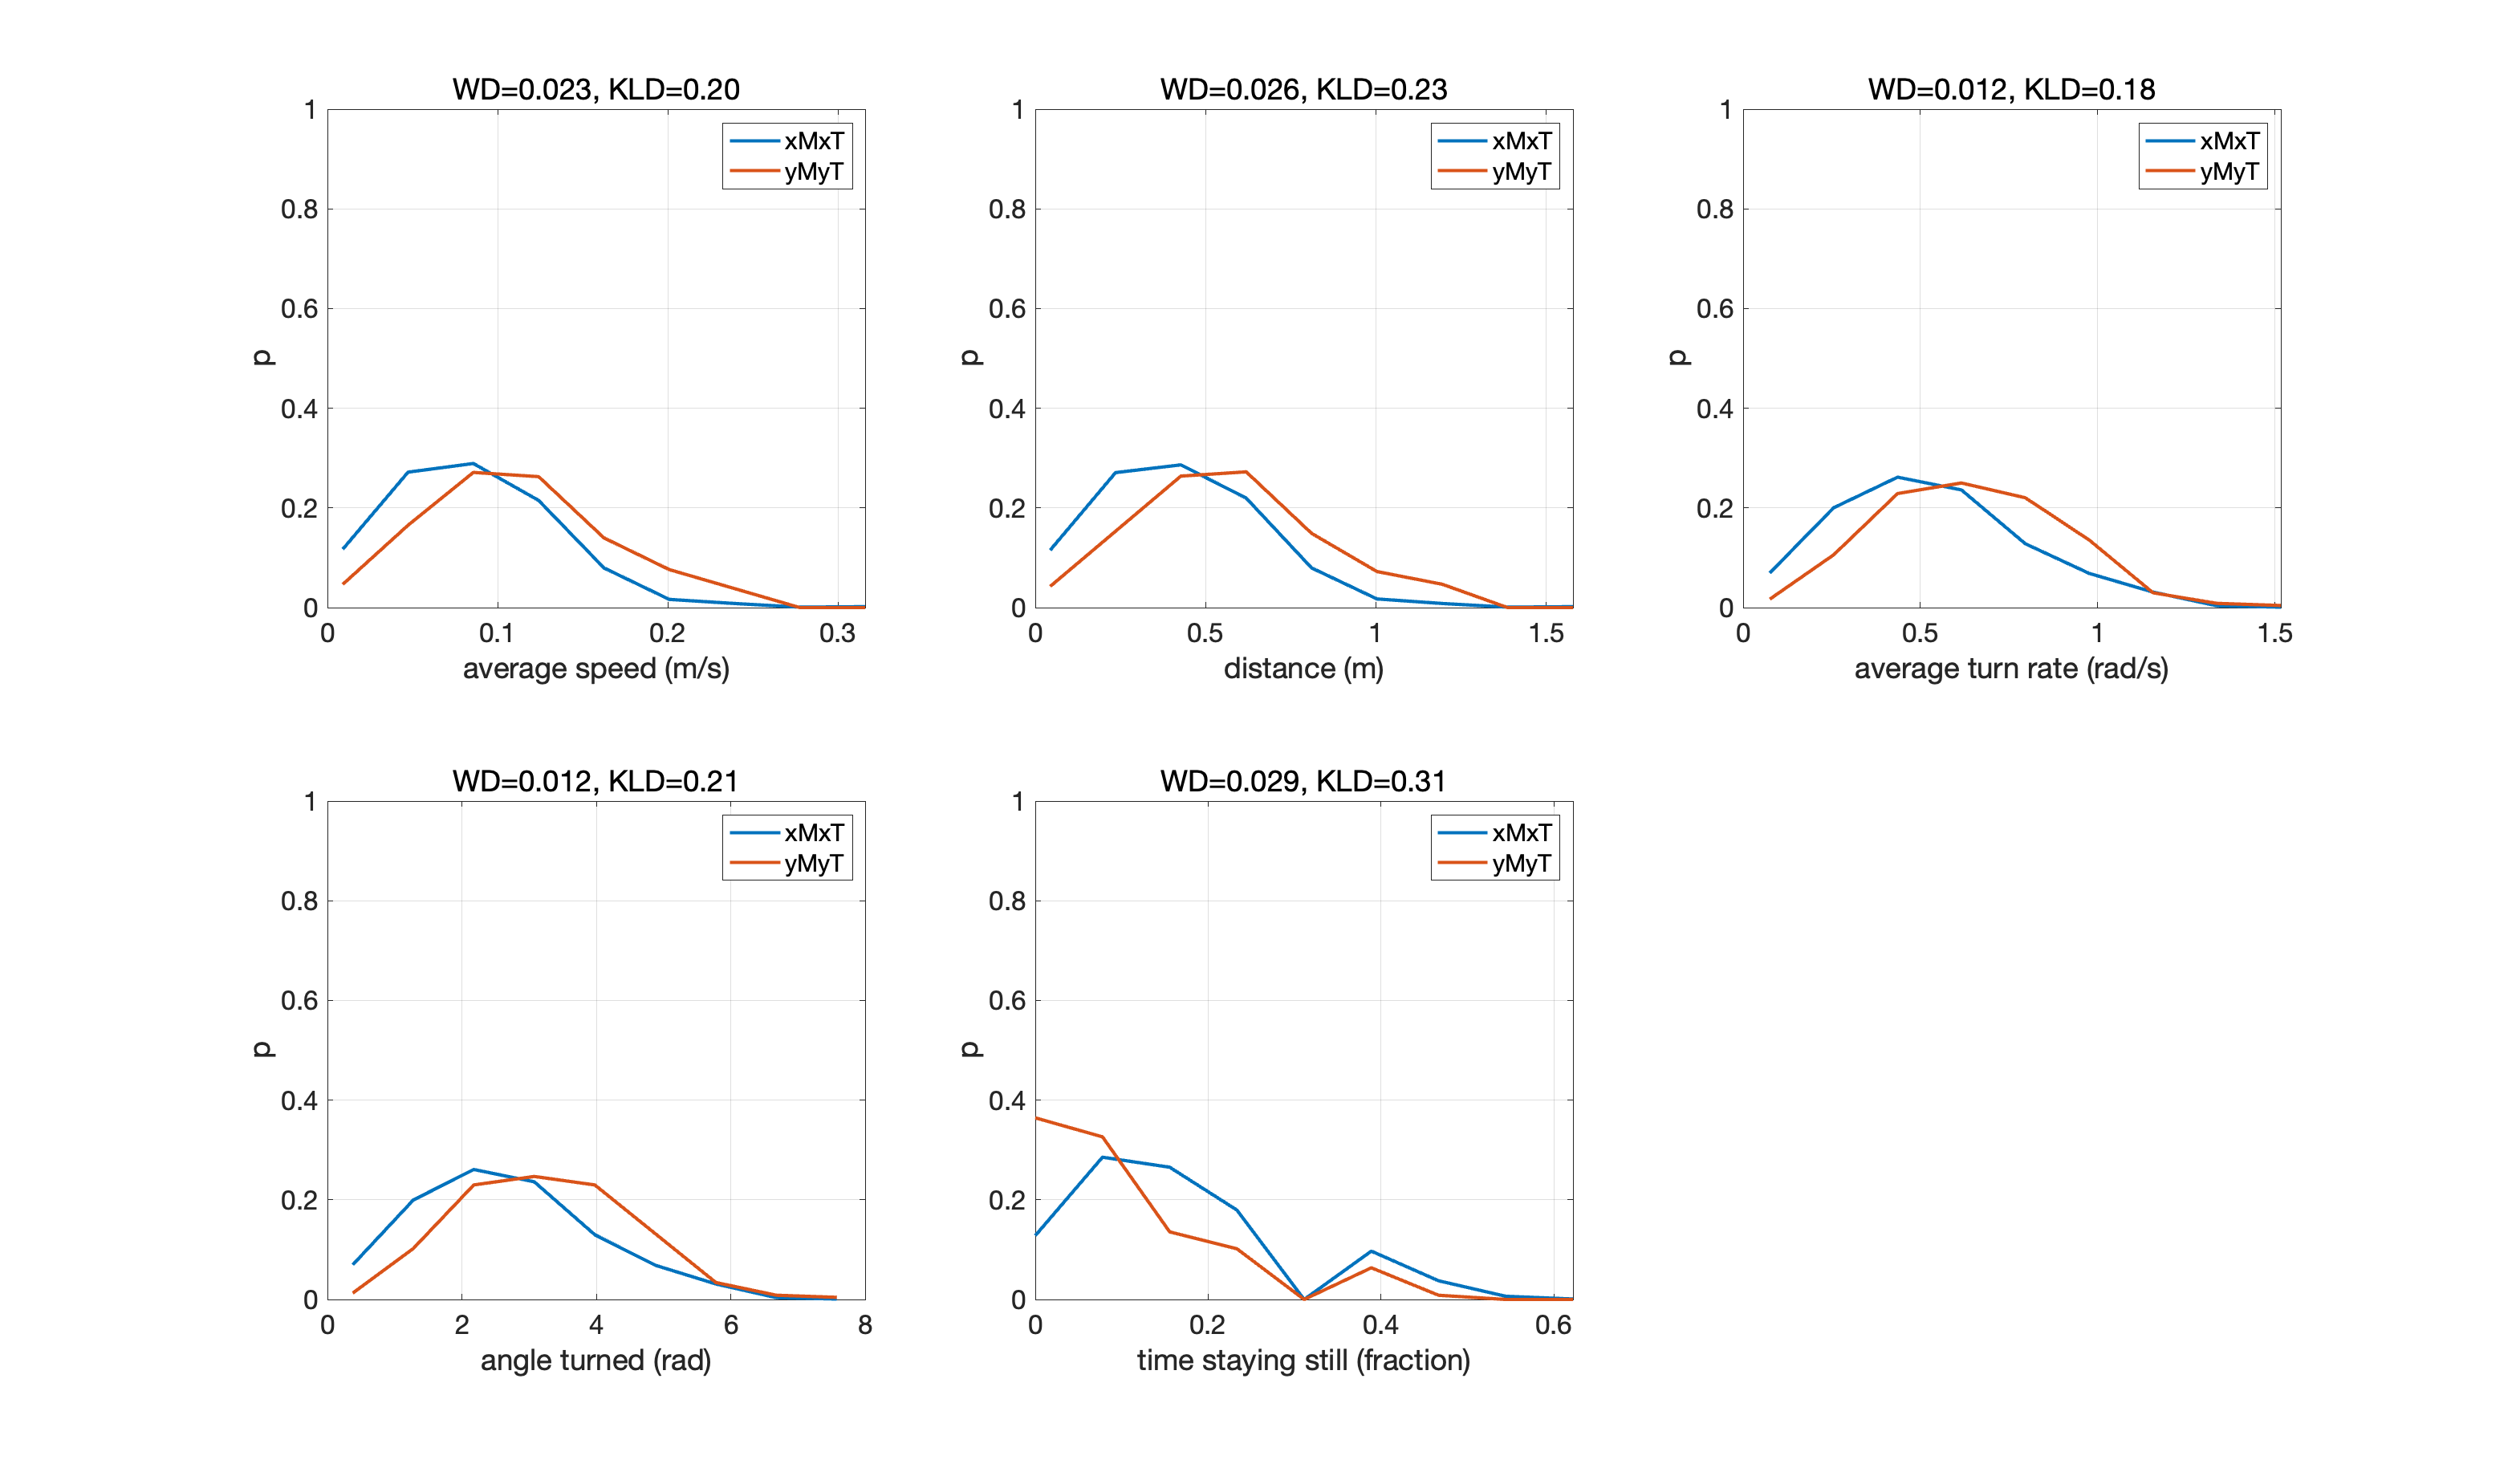 WD=0.023, KLD=0.20
1
0.8
0.6
0.4
0.2
0
p
0 0.1 0.2 0.3
average speed (m/s)
xMxT
yMyT
WD=0.026, KLD=0.23
1
0.8
0.6
0.4
0.2
0
p
0 0.5 1 1.5
distance (m)
xMxT
yMyT
WD=0.012, KLD=0.18
1
0.8
0.6
0.4
0.2
0
p
0 0.5 1 1.5
average turn rate (rad/s)
xMxT
yMyT
WD=0.012, KLD=0.21
1
0.8
0.6
0.4
0.2
0
p
0 2 4 6 8
angle turned (rad)
xMxT
yMyT
WD=0.029, KLD=0.31
1
0.8
0.6
0.4
0.2
0
p
0 0.2 0.4 0.6
time staying still (fraction)
xMxT
yMyT